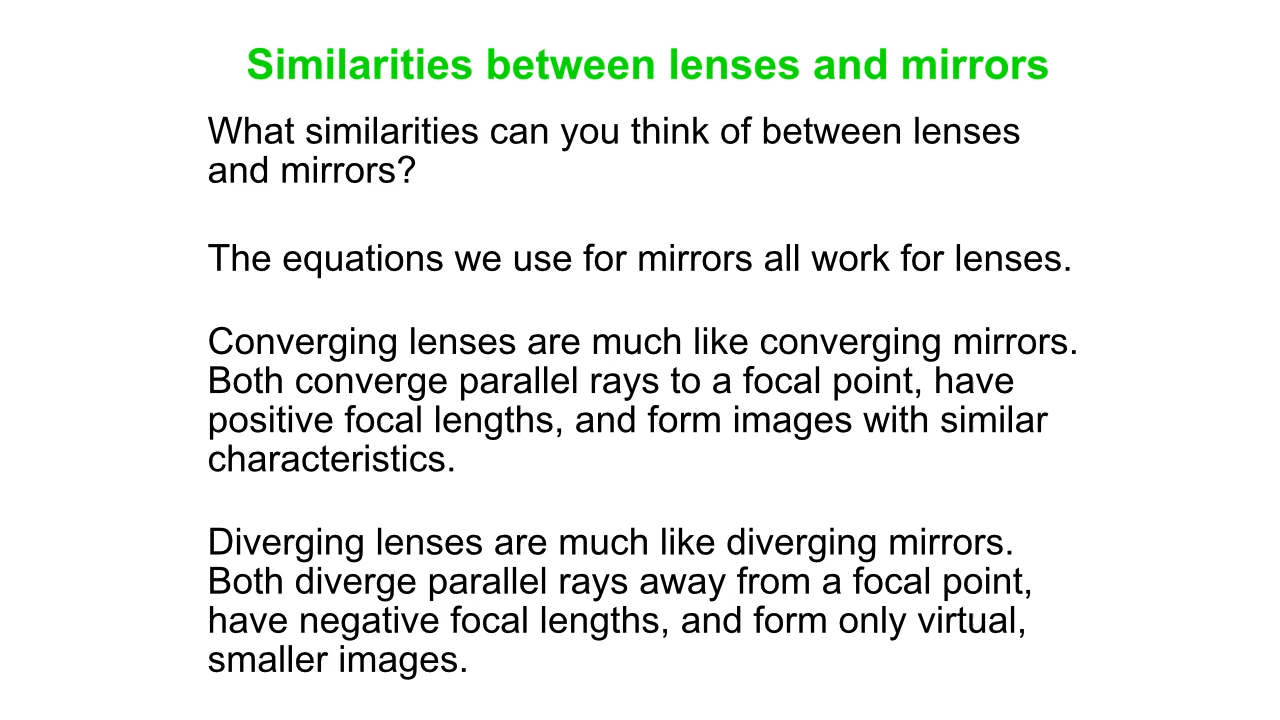 Similarities between lenses and mirrors
What similarities can you think of between lenses
and mirrors?
The equations we use for mirrors all work for lenses.
Converging lenses are much like converging mirrors.
Both converge parallel rays to a focal point, have
positive focal lengths, and form images with similar
characteristics.
Diverging lenses are much like diverging mirrors.
Both diverge parallel rays away from a focal point,
have negative focal lengths, and form only virtual,
smaller images.